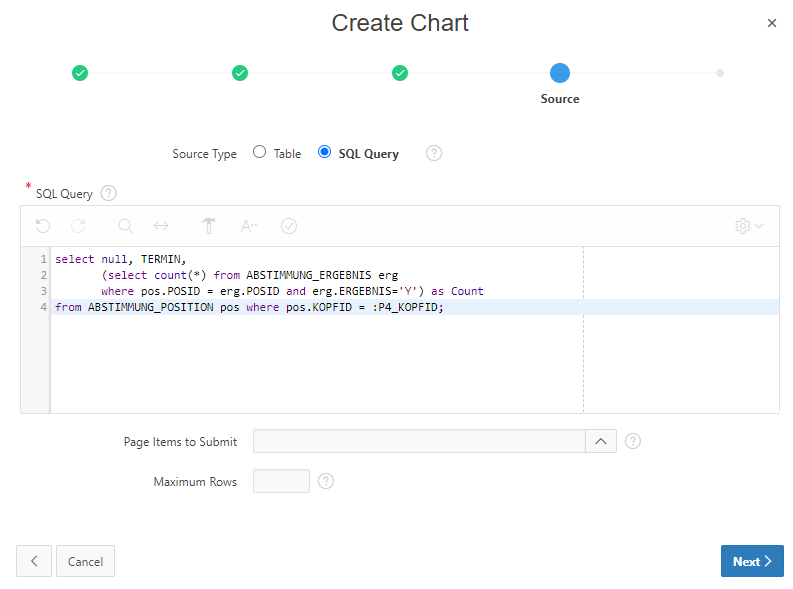 Create Chart
×
Source
Source Type Table SQL Query ?
* SQL Query ?
A··
1 select null, TERMIN,
2 (select count(*) from ABSTIMMUNG_ERGEBNIS erg
3 where pos.POSID = erg.POSID and erg.ERGEBNIS='Y') as Count
4 from ABSTIMMUNG_POSITION pos where pos.KOPFID = :P4_KOPFID;
Page Items to Submit ?
Maximum Rows ?
Cancel Next